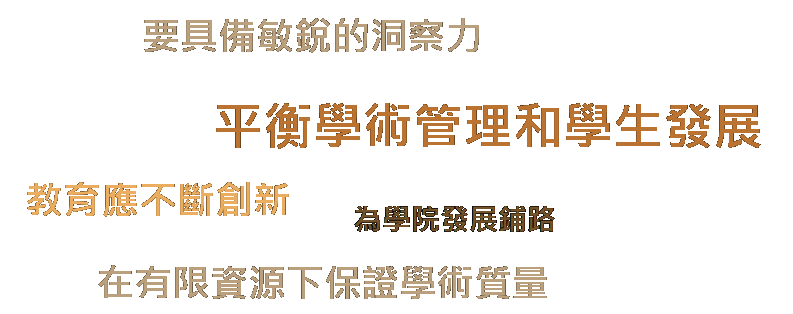 要具備敏銳的洞察力
平衡學術管理和學生發展
教育應不斷創新
為學院發展鋪路
在有限資源下保證學術質量